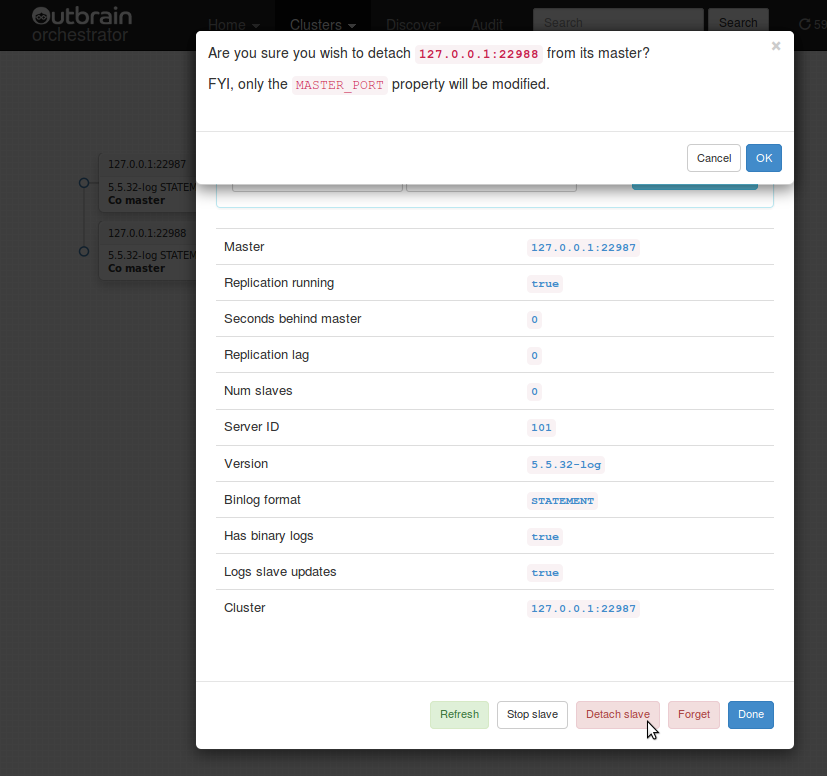 Outbrain
orchestrator
Home
Clusters
Discover
Audit
Search
Search
59
Are you sure you wish to detach 127.0.0.1:22988 from its master?
×
FYI, only the MASTER_PORT property will be modified.
Cancel
OK
127.0.0.1:22987
5.5.32-log STATEM
Co master
127.0.0.1:22988
5.5.32-log STATEM
Co master
Master 127.0.0.1:22987
Replication running true
Seconds behind master 0
Replication lag 0
Num slaves 0
Server ID 101
Version 5.5.32-log
Binlog format STATEMENT
Has binary logs true
Logs slave updates true
Cluster 127.0.0.1:22987
Refresh
Stop slave
Detach slave
Forget
Done